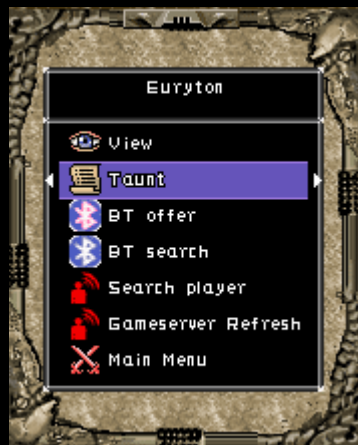 Euryton
View
Taunt
BT offer
BT search
Search player
Gameserver Refresh
Main Menu